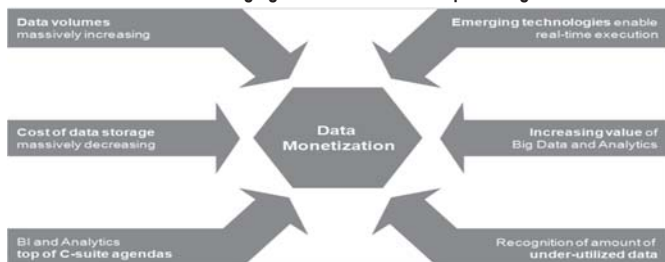 Data volumes
massively increasing
Emerging technologies enable
real-time execution
Cost of data storage
massively decreasing
Data
Monetization
Increasing value of
Big Data and Analytics
BI and Analytics
top of C-suite agendas
Recognition of amount of
under-utilized data